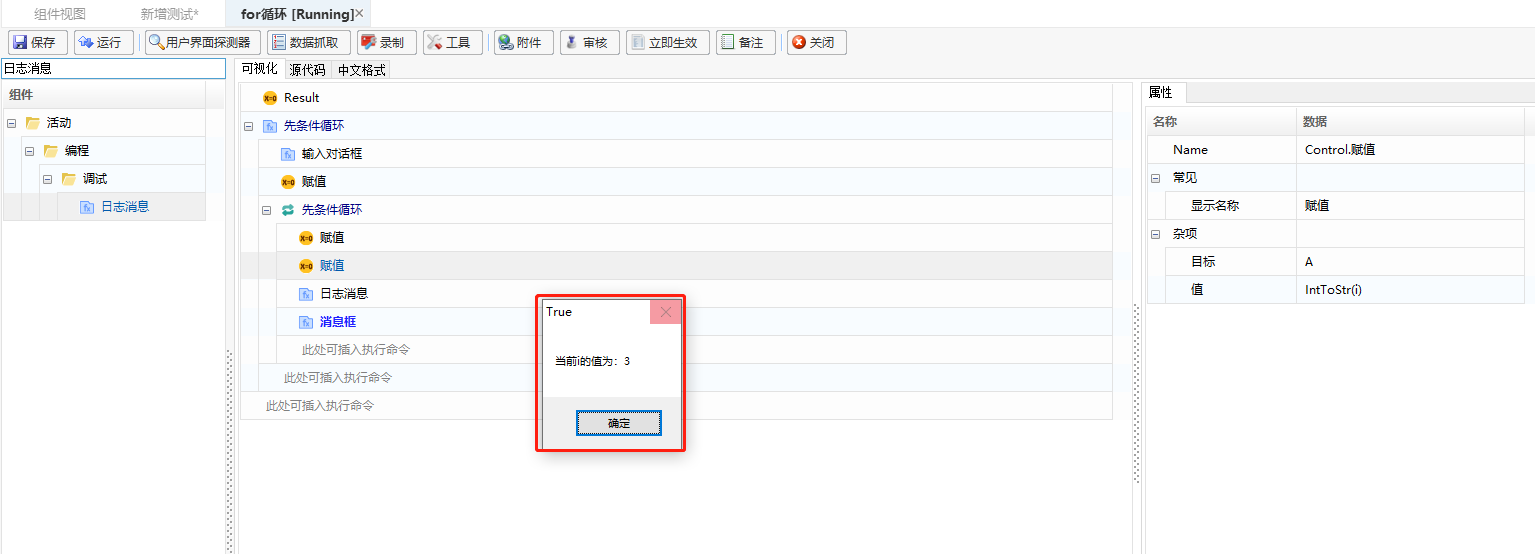 组件视图 新增测试* for循环 [Running]
保存 运行 用户界面探测器 数据抓取 录制 工具 附件 审核 立即生效 备注 关闭
日志消息
组件
活动
编程
调试
日志消息
可视化 源代码 中文格式
Result
先条件循环
输入对话框
赋值
先条件循环
赋值
赋值
日志消息
消息框
此处可插入执行命令
此处可插入执行命令
此处可插入执行命令
True
当前i的值为：3
确定
属性
名称 数据
Name Control.赋值
常见
显示名称 赋值
杂项
目标 A
值 IntToStr(i)